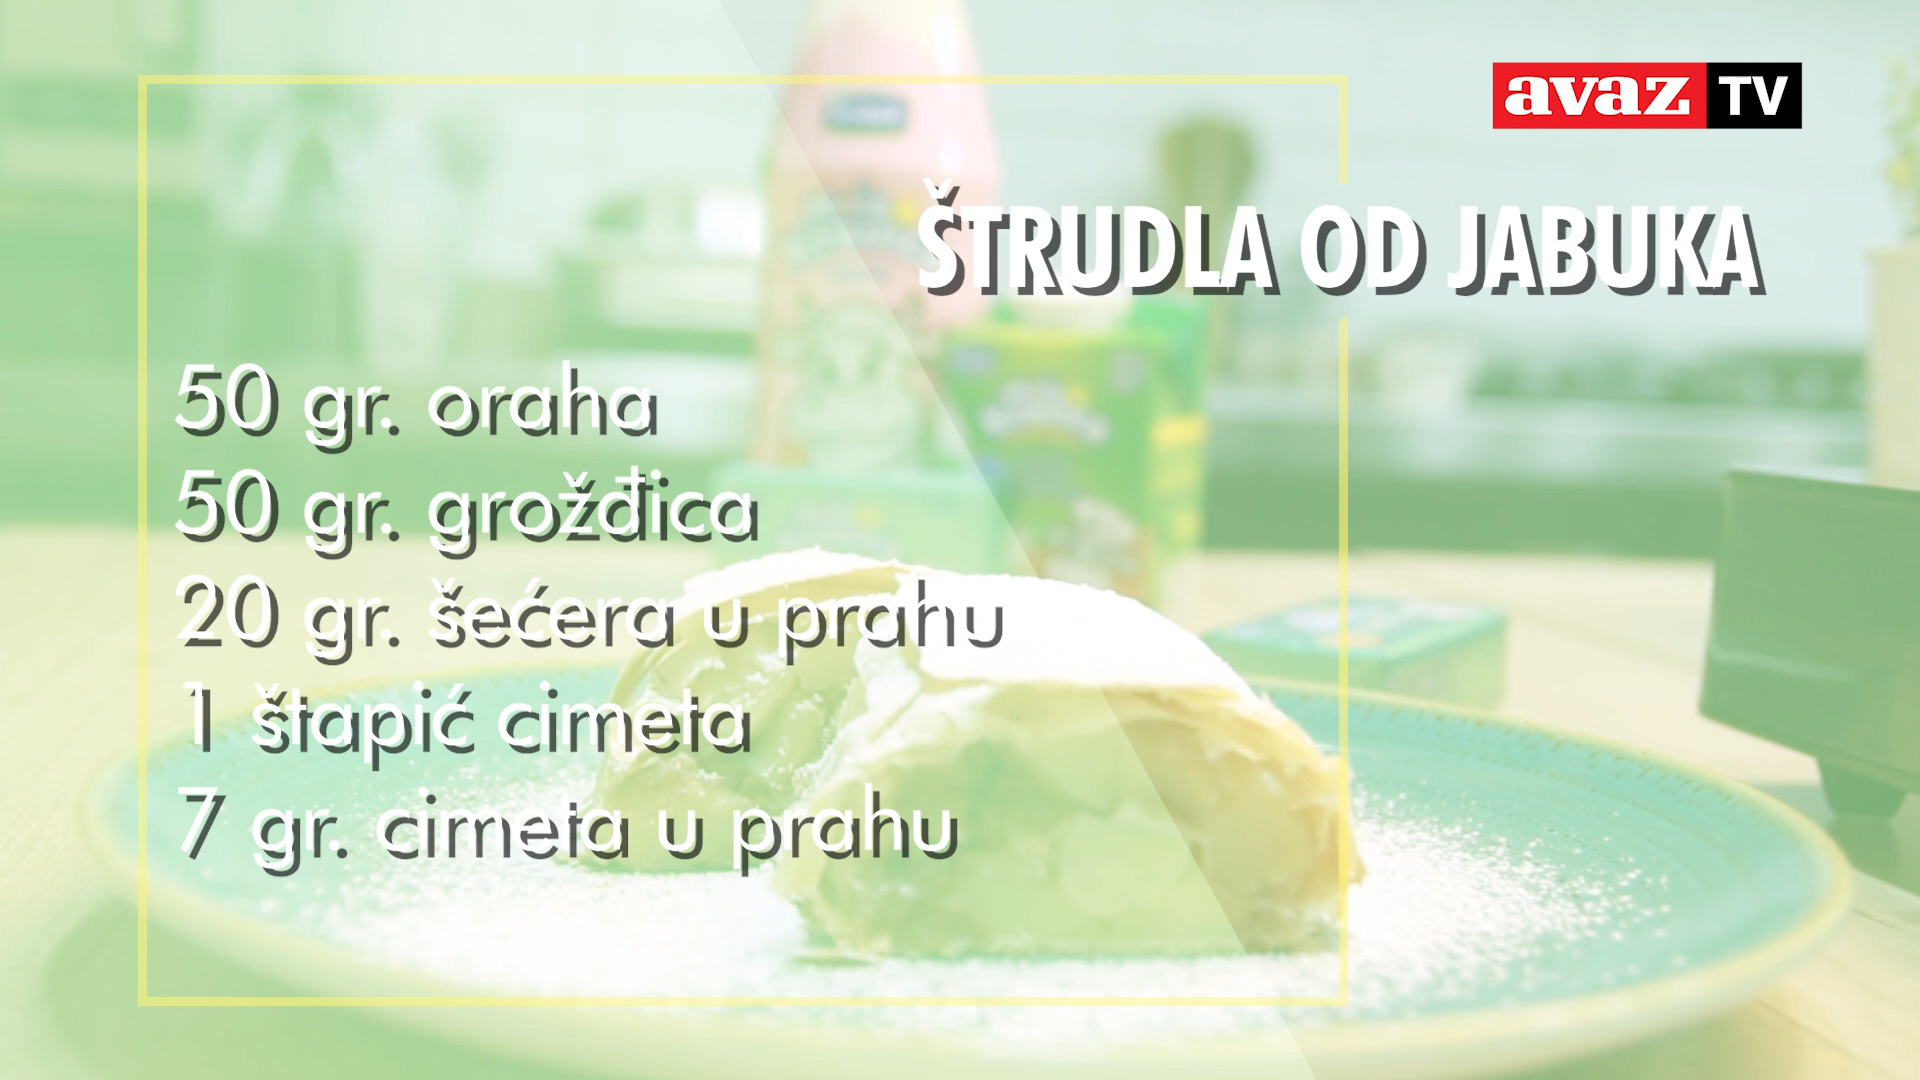 avaz TV
ŠTRUDLA OD JABUKA
50 gr. oraha
50 gr. grožđica
20 gr. šećera u prahu
1 štapić cimeta
7 gr. cimeta u prahu